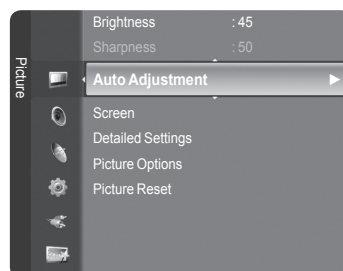 Picture
Brightness : 45
Sharpness : 50
Auto Adjustment
Screen
Detailed Settings
Picture Options
Picture Reset